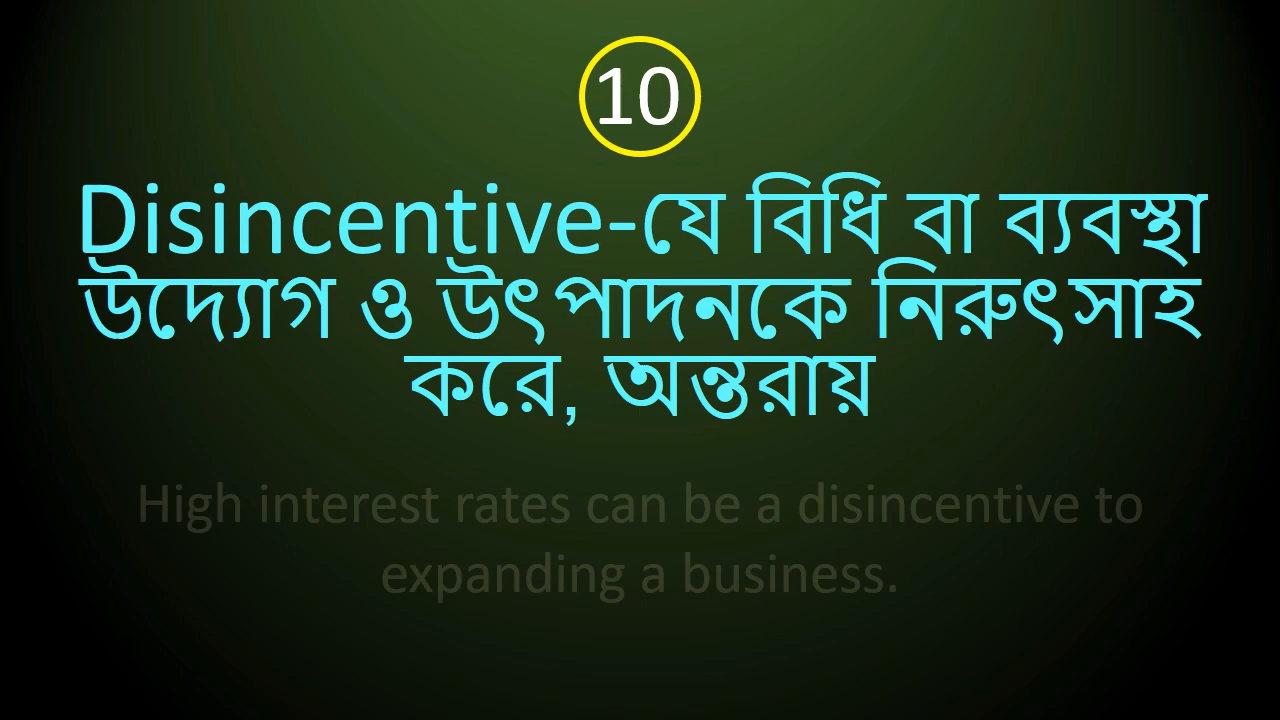 10
Disincentive-যে বিধি বা ব্যবস্থা
উদ্যোগ ও উৎপাদনকে নিরুৎসাহ
করে, অন্তরায়
High interest rates can be a disincentive to
expanding a business.